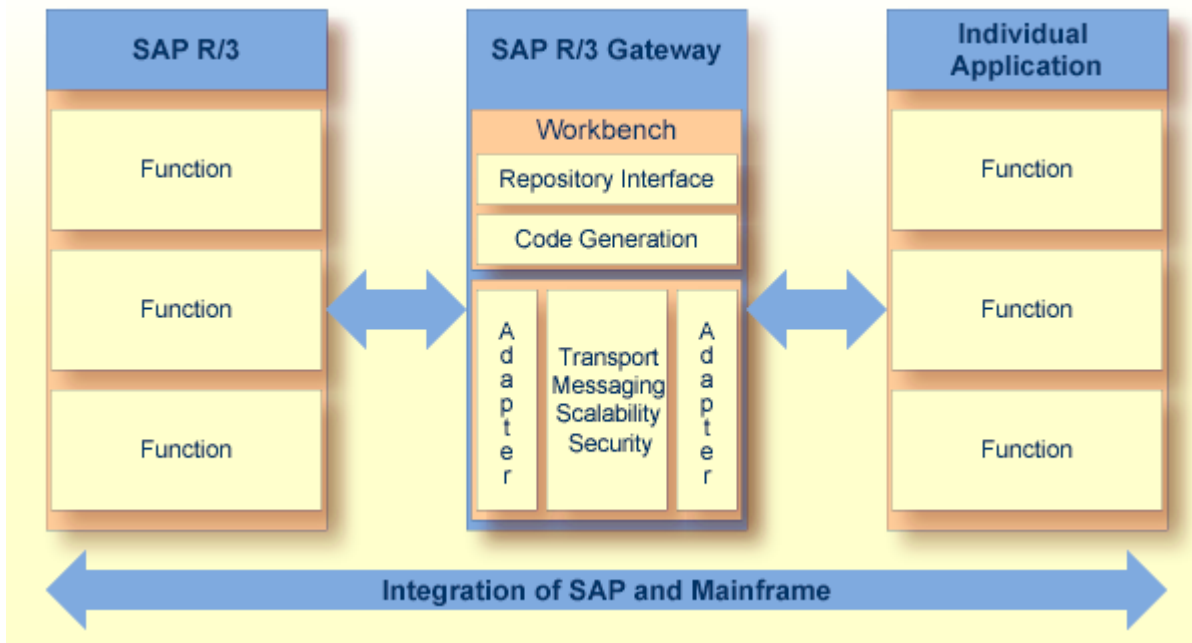 SAP R/3
Function
Function
Function
SAP R/3 Gateway
Workbench
Repository Interface
Code Generation
Adapter
Transport
Messaging
Scalability
Security
Adapter
Individual
Application
Function
Function
Function
Integration of SAP and Mainframe